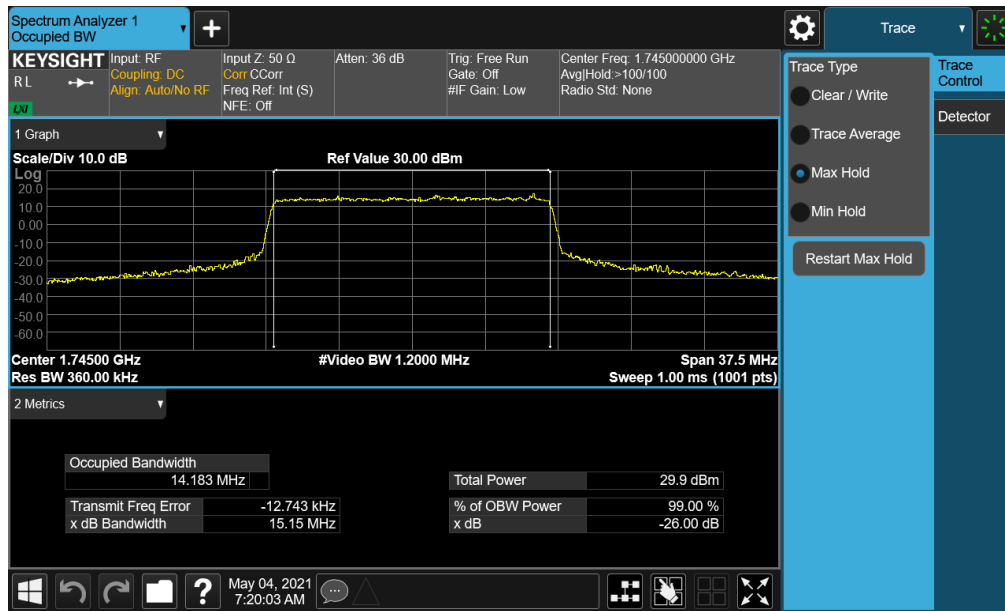 Spectrum Analyzer 1
Occupied BW
+
Trace
KEYSIGHT
RL
LXI
Input: RF
Coupling: DC
Align: Auto/No RF
Input Z: 50 Ω
Corr CCorr
Freq Ref: Int (S)
NFE: Off
Atten: 36 dB
Trig: Free Run
Gate: Off
#IF Gain: Low
Center Freq: 1.745000000 GHz
Avg|Hold:>100/100
Radio Std: None
Trace Type
Clear / Write
Trace Average
Max Hold
Min Hold
Restart Max Hold
Trace
Control
Detector
1 Graph
Scale/Div 10.0 dB
Ref Value 30.00 dBm
Log
20.0
10.0
0.00
-10.0
-20.0
-30.0
-40.0
-50.0
-60.0
Center 1.74500 GHz
#Video BW 1.2000 MHz
Span 37.5 MHz
Res BW 360.00 kHz
Sweep 1.00 ms (1001 pts)
2 Metrics
Occupied Bandwidth
14.183 MHz
Total Power 29.9 dBm
Transmit Freq Error -12.743 kHz
% of OBW Power 99.00 %
x dB Bandwidth 15.15 MHz
x dB -26.00 dB
?
May 04, 2021
7:20:03 AM